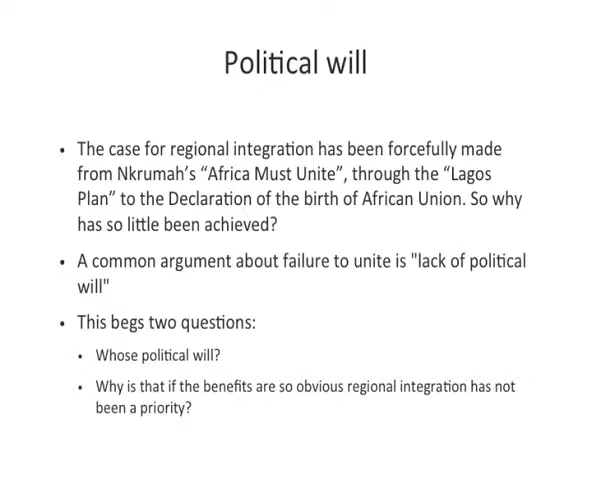 Political will
• The case for regional integration has been forcefully made
from Nkrumah's “Africa Must Unite”, through the “Lagos
Plan” to the Declaration of the birth of African Union. So why
has so little been achieved?
• A common argument about failure to unite is "lack of political
will"
• This begs two questions:
• Whose political will?
• Why is that if the benefits are so obvious regional integration has not
been a priority?